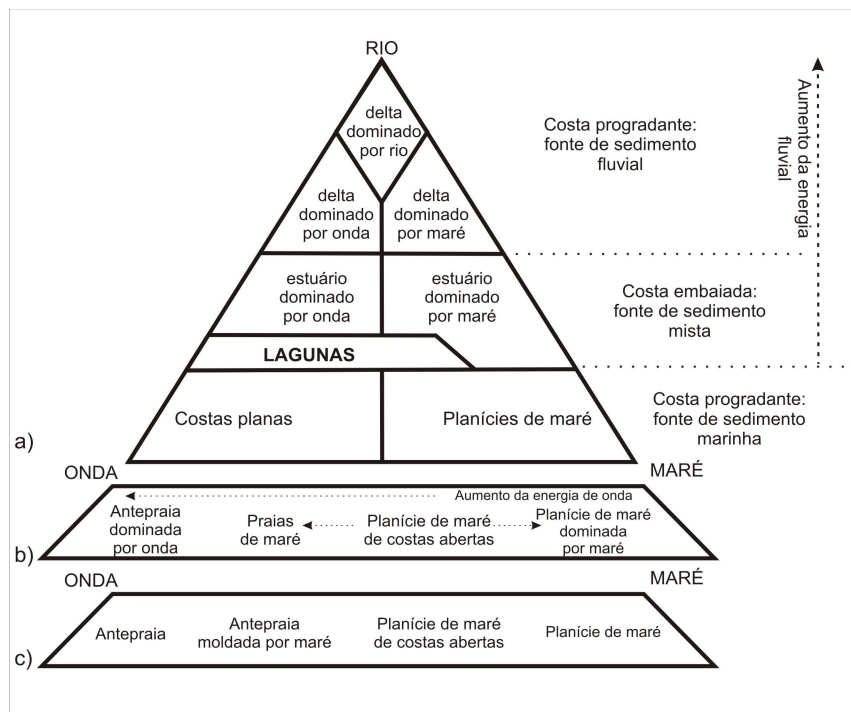 RIO
delta
dominado
por rio
Costa progradante:
fonte de sedimento
fluvial
Aumento da energia
fluvial
delta
dominado
por onda
delta
dominado
por maré
estuário
dominado
por onda
estuário
dominado
por maré
Costa embaiada:
fonte de sedimento
mista
LAGUNAS
Costas planas
Planícies de maré
Costa progradante:
fonte de sedimento
marinha
a)
ONDA
MARÉ
Aumento da energia de onda
Antepraia
dominada
por onda
Praias
de maré
Planície de maré
de costas abertas
Planície de maré
dominada
por maré
b)
ONDA
MARÉ
Antepraia
Antepraia
moldada por maré
Planície de maré
de costas abertas
Planície de maré
c)